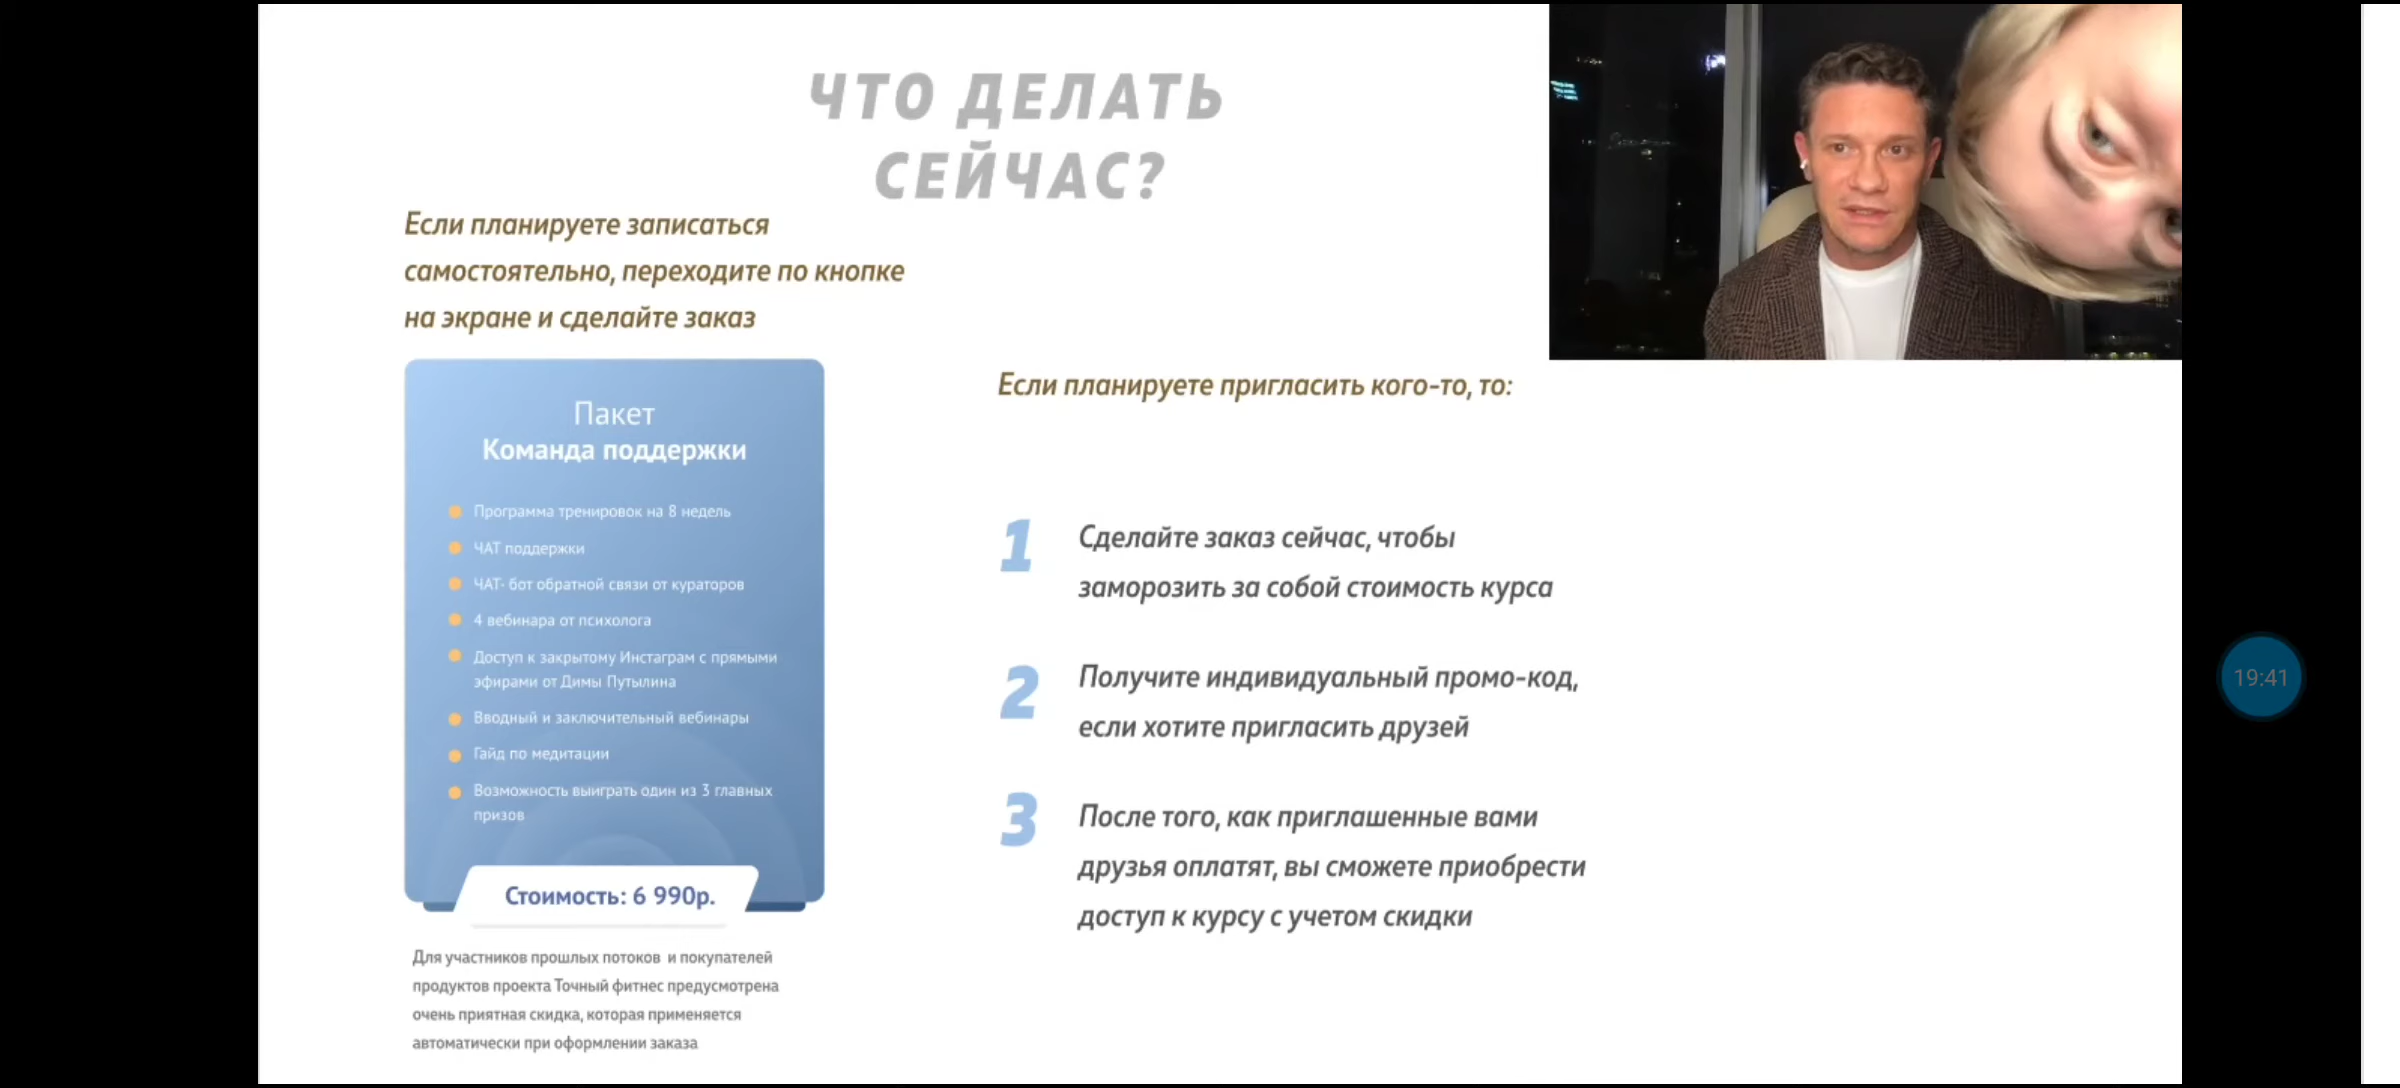 ЧТО ДЕЛАТЬ
СЕЙЧАС?
Если планируете записаться
самостоятельно, переходите по кнопке
на экране и сделайте заказ
Пакет
Команда поддержки
Программа тренировок на 8 недель
ЧАТ поддержки
ЧАТ- бот обратной связи от кураторов
4 вебинара от психолога
Доступ к закрытому Инстаграм с прямыми
эфирами от Димы Путылина
Вводный и заключительный вебинары
Гайд по медитации
Возможность выиграть один из 3 главных
призов
Стоимость: 6 990р.
Для участников прошлых потоков и покупателей
продуктов проекта Точный фитнес предусмотрена
очень приятная скидка, которая применяется
автоматически при оформлении заказа
Если планируете пригласить кого-то, то:
1 Сделайте заказ сейчас, чтобы
заморозить за собой стоимость курса
2 Получите индивидуальный промо-код,
если хотите пригласить друзей
3 После того, как приглашенные вами
друзья оплатят, вы сможете приобрести
доступ к курсу с учетом скидки
19:41